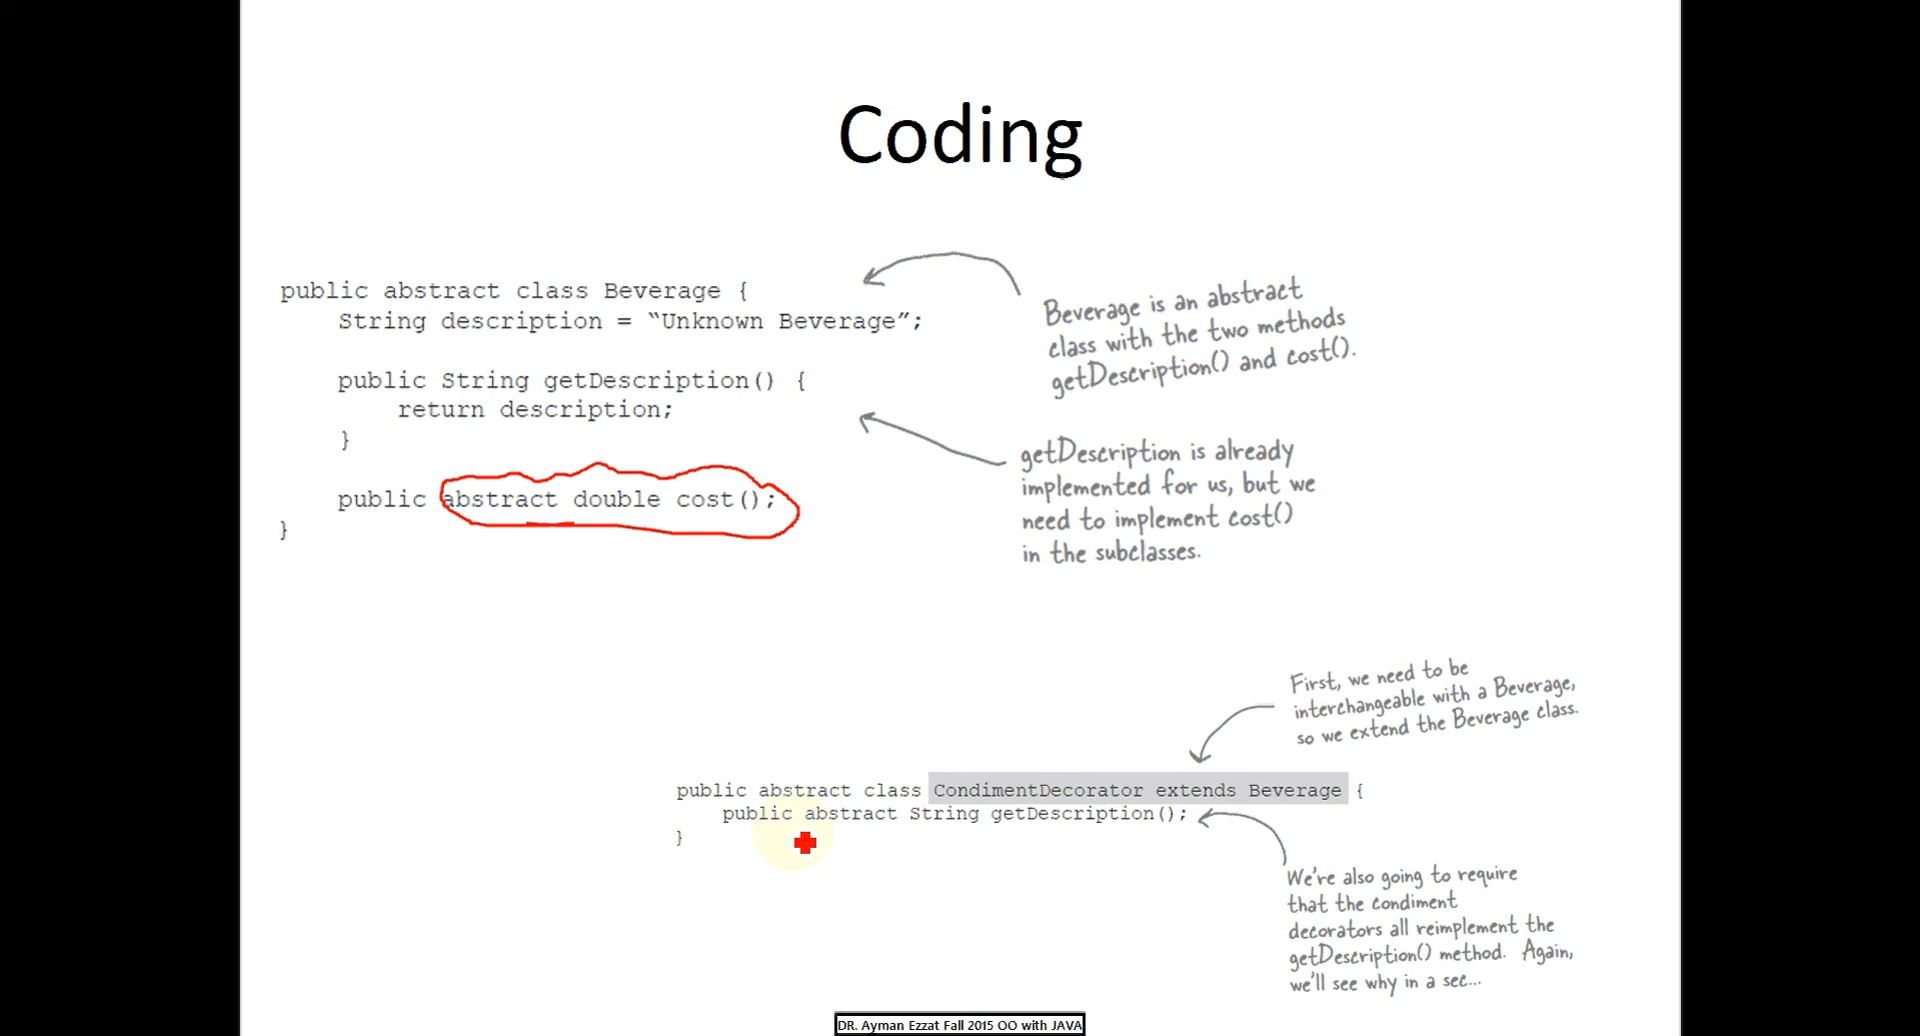 Coding
public abstract class Beverage {
String description = “Unknown Beverage”;
public String getDescription() {
return description;
}
public abstract double cost();
}
Beverage is an abstract
class with the two methods
getDescription() and cost().
getDescription is already
implemented for us, but we
need to implement cost()
in the subclasses.
First, we need to be
interchangeable with a Beverage,
so we extend the Beverage class.
public abstract class CondimentDecorator extends Beverage {
public abstract String getDescription();
}
We're also going to require
that the condiment
decorators all reimplement the
getDescription() method. Again,
we'll see why in a sec...
DR. Ayman Ezzat Fall 2015 OO with JAVA